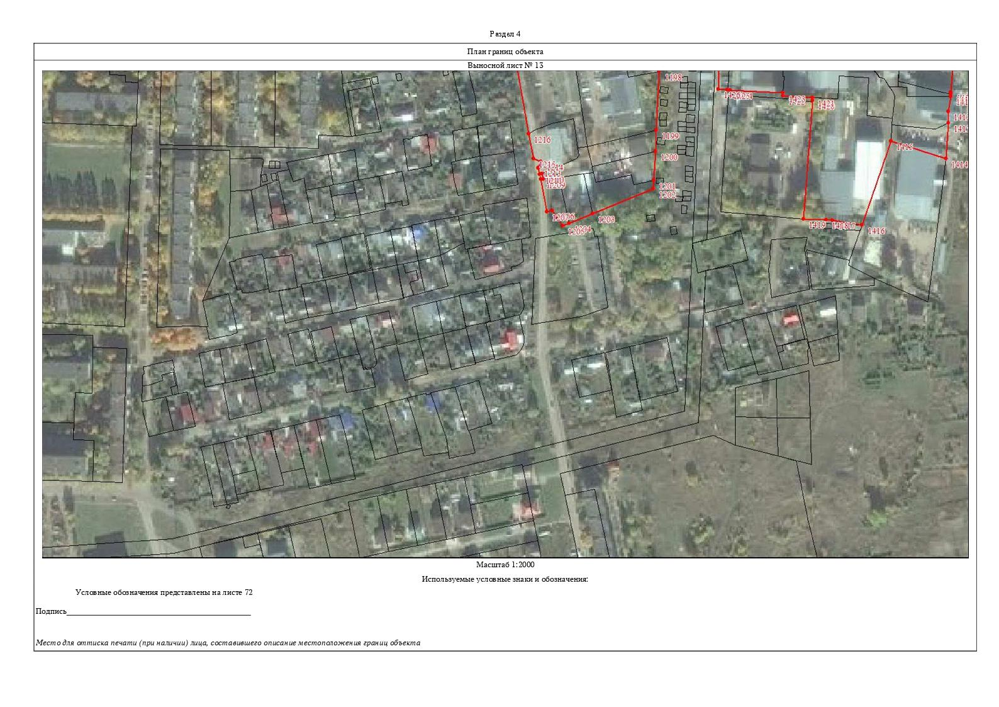 Раздел 4
План границ объекта
Выносной лист № 13
1198
1216
1199
1200
1201
1202
1203
1209
1205
1421
1414
1415
1416
1419
Масштаб 1:2000
Используемые условные знаки и обозначения:
Условные обозначения представлены на листе 72
Подпись
Место для оттиска печати (при наличии) лица, составившего описание местоположения границ объекта